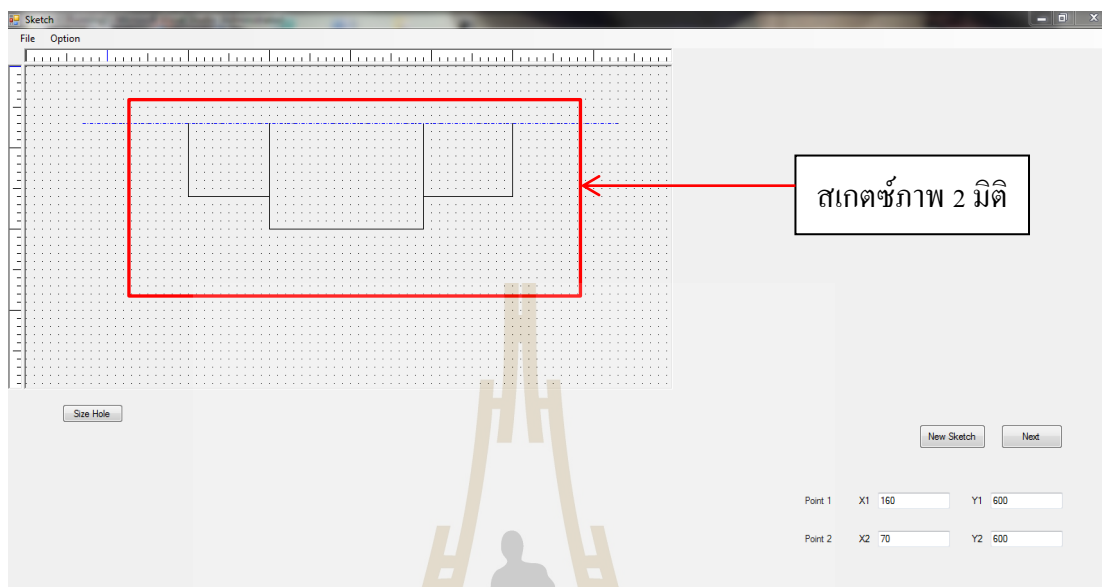 Sketch
File Option
สเกตซ์ภาพ 2 มิติ
Size Hole
New Sketch Next
Point 1 X1 160 Y1 600
Point 2 X2 70 Y2 600